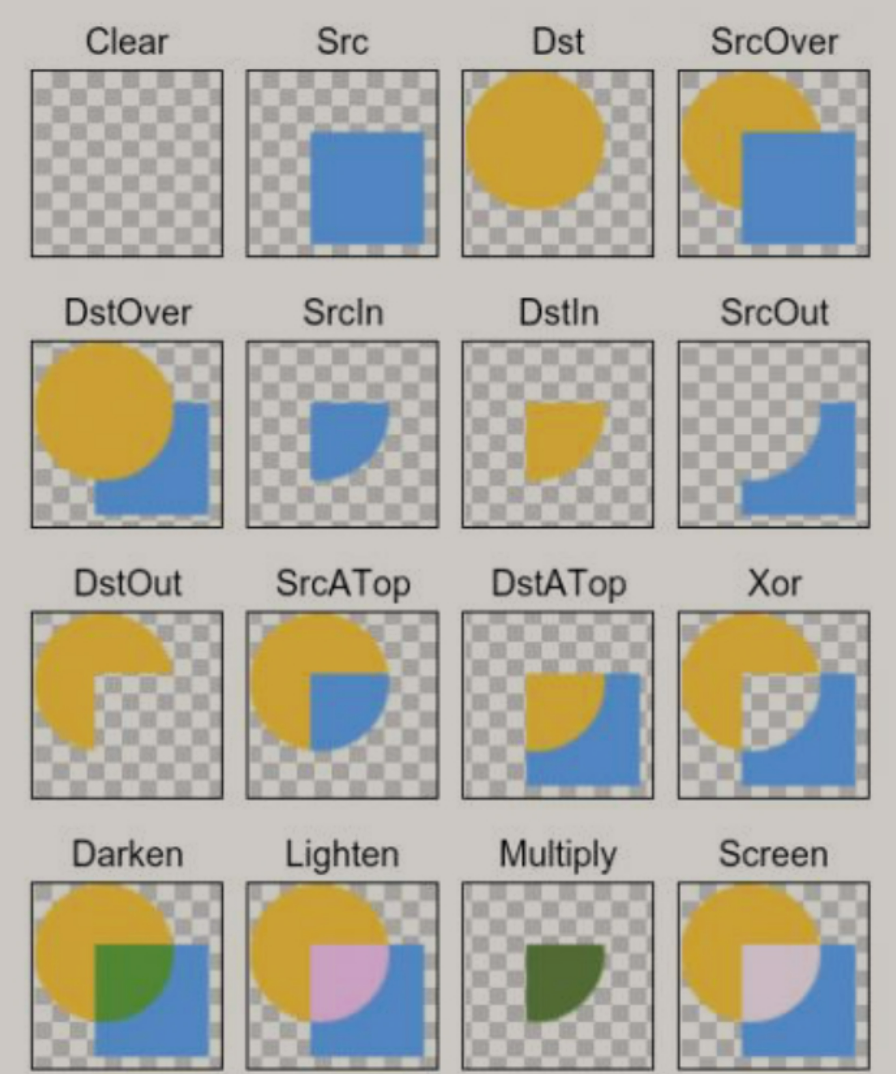 Clear Src Dst SrcOver
DstOver SrcIn DstIn SrcOut
DstOut SrcATop DstATop Xor
Darken Lighten Multiply Screen